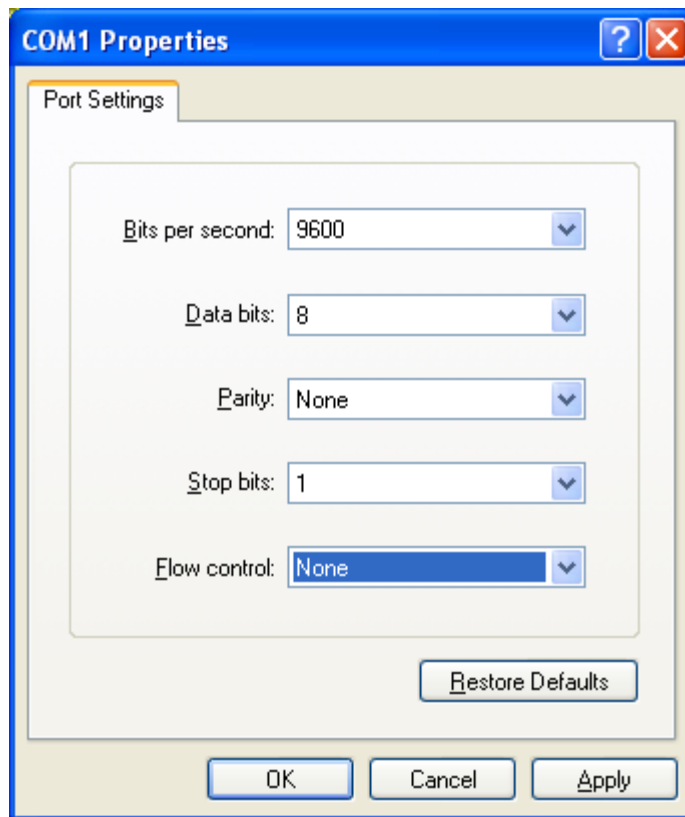 COM1 Properties
Port Settings
Bits per second: 9600
Data bits: 8
Parity: None
Stop bits: 1
Flow control: None
Restore Defaults
OK Cancel Apply